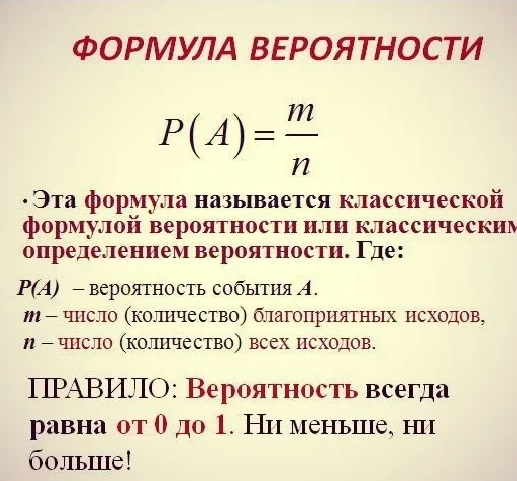 ФОРМУЛА ВЕРОЯТНОСТИ
P(A) = m/n
· Эта формула называется классической
формулой вероятности или классическим
определением вероятности. Где:
P(A) – вероятность события A.
m – число (количество) благоприятных исходов,
n – число (количество) всех исходов.
ПРАВИЛО: Вероятность всегда
равна от 0 до 1. Ни меньше, ни
больше!